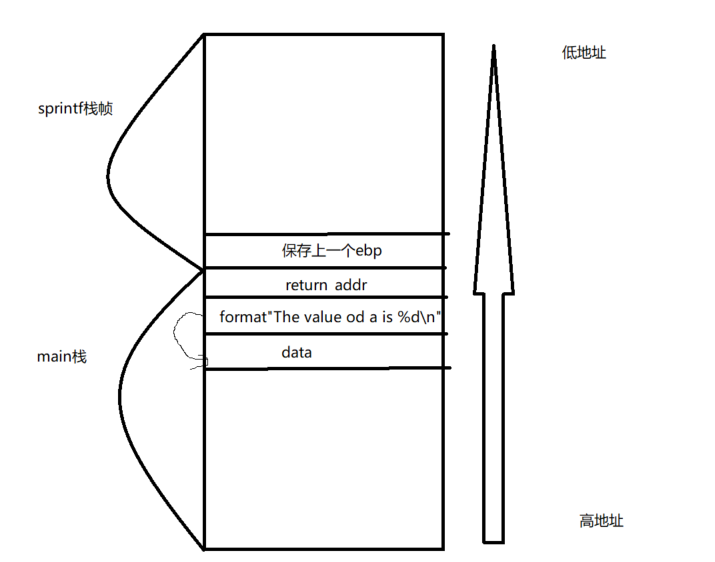 低地址
sprintf栈帧
保存上一个ebp
return addr
format"The value od a is %d\n"
main栈
data
高地址